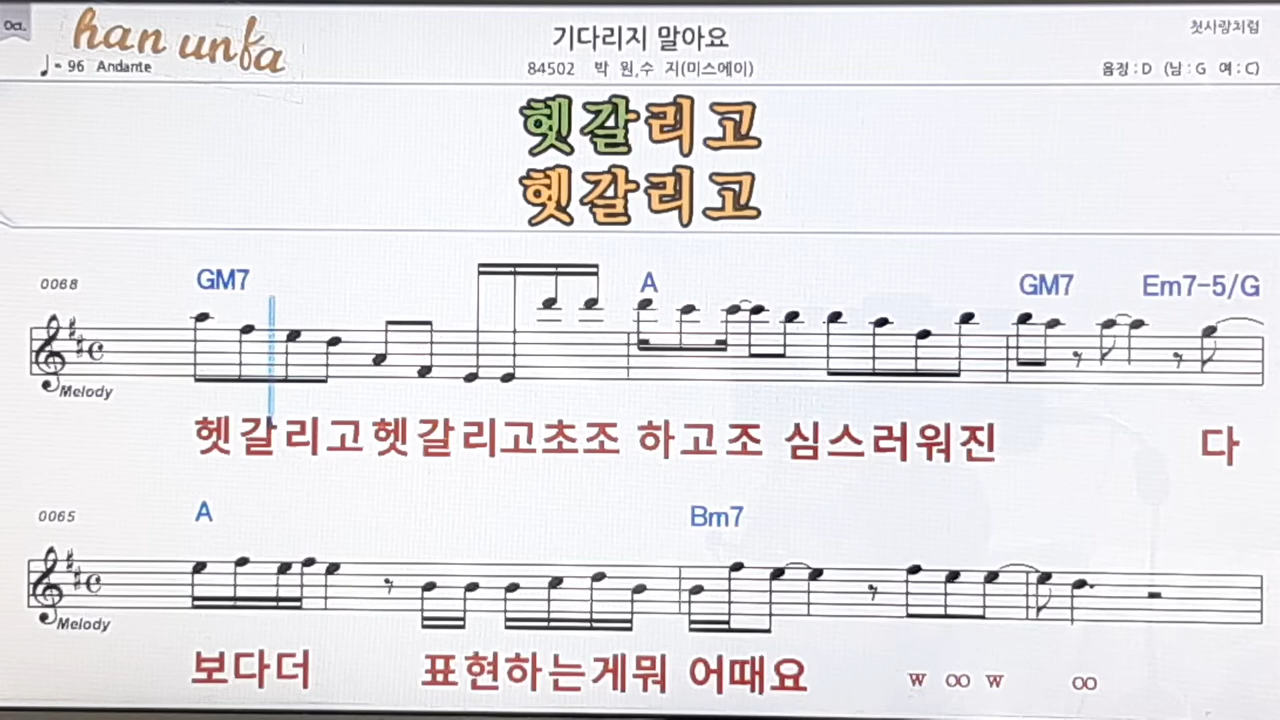 Oct.
han unfa
♩= 96 Andante
기다리지 말아요
84502 박 원,수 지(미스에이)
첫사랑처럼
음정 : D (남 : G 여 : C)
헷갈리고
헷갈리고
0068
GM7 A GM7 Em7-5/G
Melody
헷갈리고헷갈리고초조 하고조 심스러워진 다
0065
A Bm7
Melody
보다더 표현하는게뭐 어때요 w oo w oo